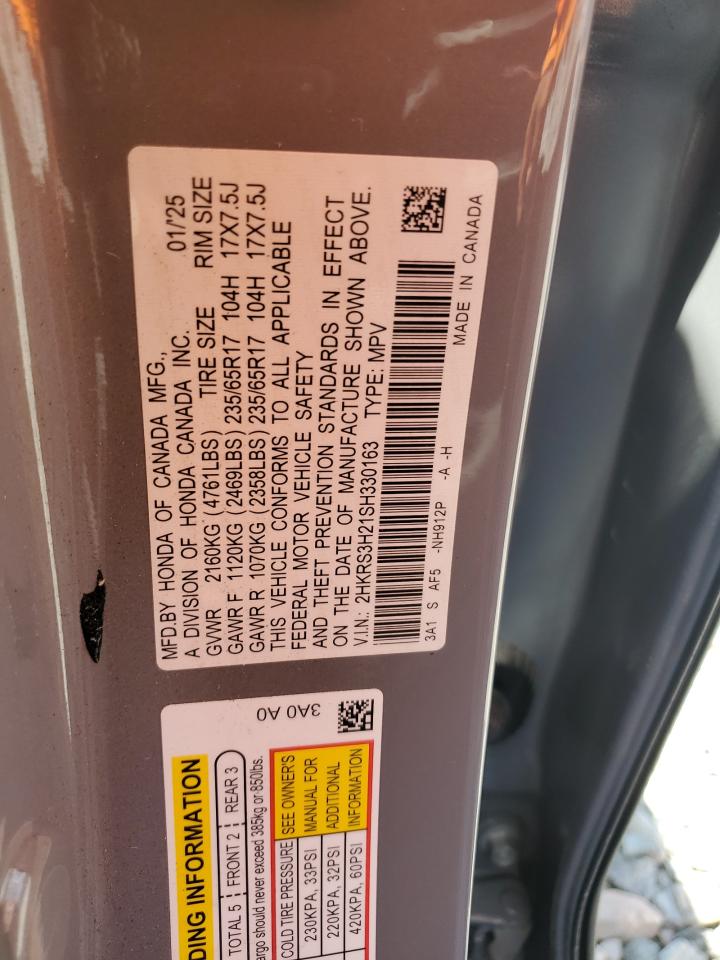 MFD.BY HONDA OF CANADA MFG.,
A DIVISION OF HONDA CANADA INC. 01/'25
GVWR 2160KG (4761LBS) TIRE SIZE RIM SIZE
GAWR F 1120KG (2469LBS) 235/65R17 104H 17X7.5J
GAWR R 1070KG (2358LBS) 235/65R17 104H 17X7.5J
THIS VEHICLE CONFORMS TO ALL APPLICABLE
FEDERAL MOTOR VEHICLE SAFETY
AND THEFT PREVENTION STANDARDS IN EFFECT
ON THE DATE OF MANUFACTURE SHOWN ABOVE.
V.I.N.: 2HKRS3H21SH330163 TYPE: MPV
3A1 S AF5 -NH912P -A -H
MADE IN CANADA
3A0 A0
DING INFORMATION
TOTAL 5 FRONT 2 REAR 3
argo should never exceed 385kg or 850lbs.
COLD TIRE PRESSURE SEE OWNER'S
230KPA, 33PSI MANUAL FOR
220KPA, 32PSI ADDITIONAL
420KPA, 60PSI INFORMATION